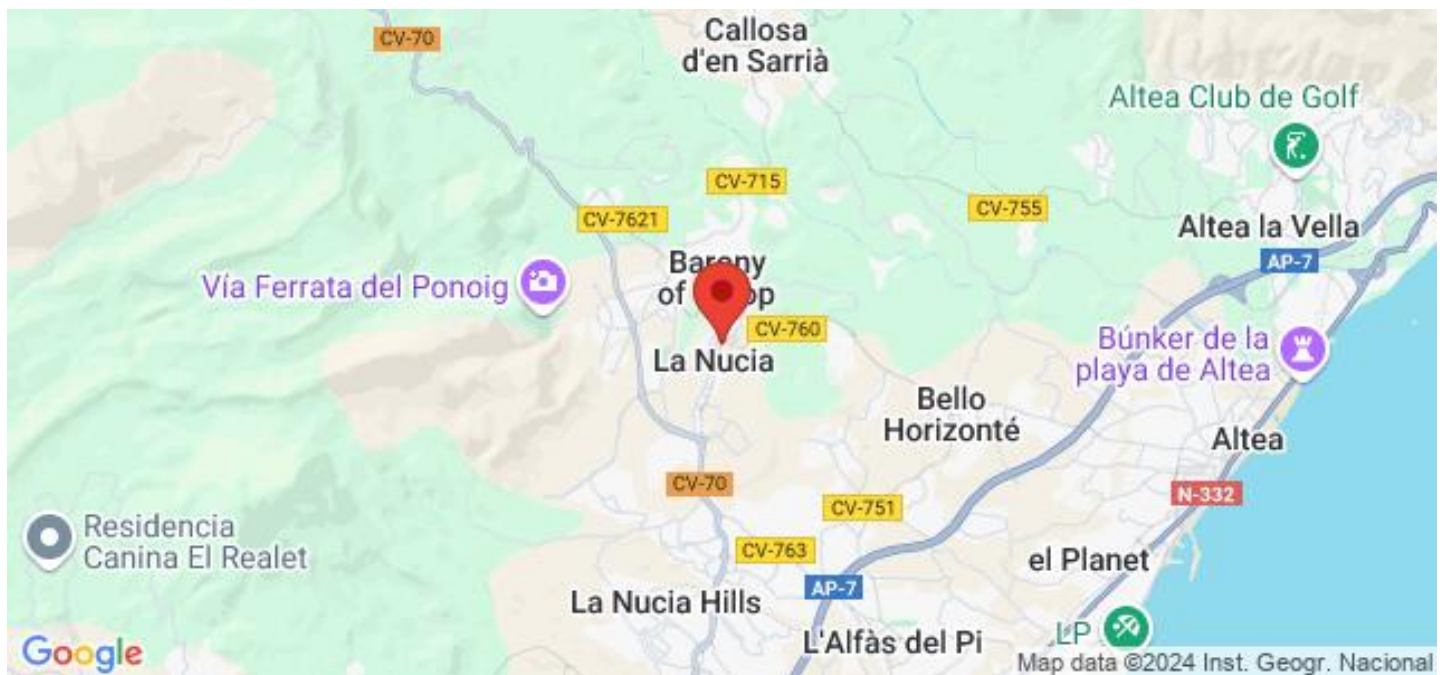 Callosa
d'en Sarrià
CV-70
Altea Club de Golf
CV-715
CV-755
CV-7621
Altea la Vella
AP-7
Barony
of
op
Vía Ferrata del Ponoig
CV-760
La Nucia
Búnker de la
playa de Altea
Bello
Horizonté
Altea
CV-70
N-332
CV-751
Residencia
Canina El Realet
CV-763
el Planet
AP-7
La Nucia Hills
L'Alfàs del Pi
LP
Google
Map data ©2024 Inst. Geogr. Nacional